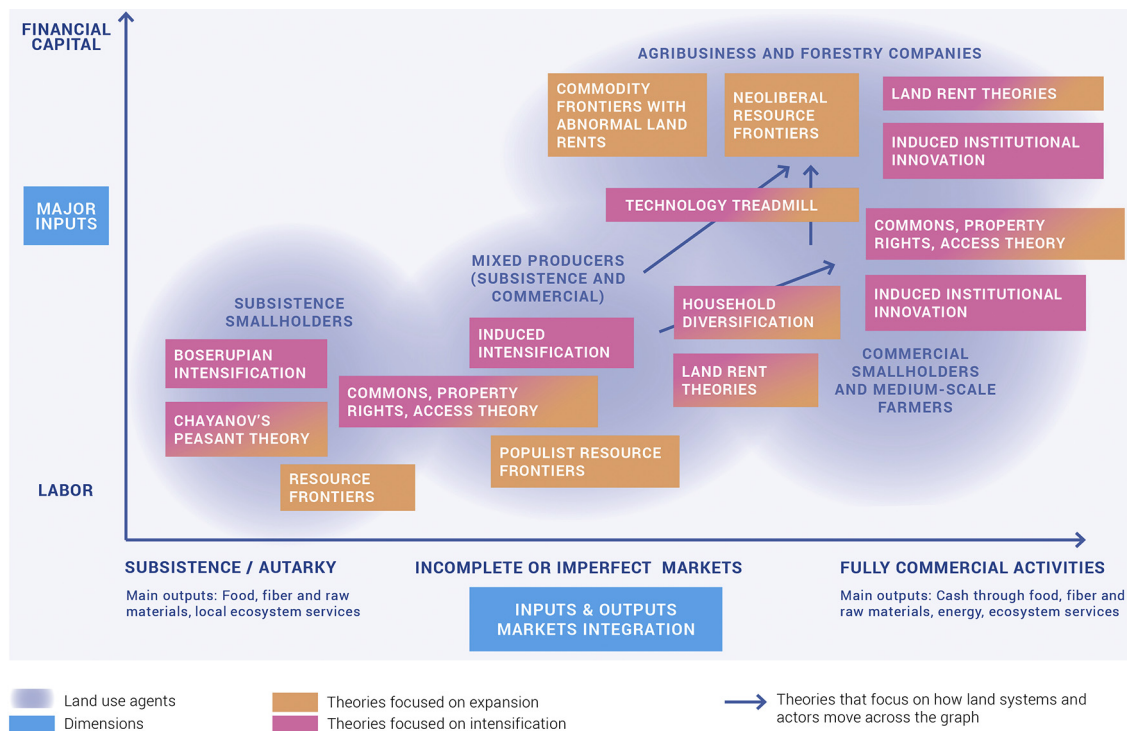 FINANCIAL
CAPITAL
MAJOR
INPUTS
LABOR
AGRIBUSINESS AND FORESTRY COMPANIES
COMMODITY
FRONTIERS WITH
ABNORMAL LAND
RENTS
NEOLIBERAL
RESOURCE
FRONTIERS
LAND RENT THEORIES
INDUCED INSTITUTIONAL
INNOVATION
TECHNOLOGY TREADMILL
COMMONS, PROPERTY
RIGHTS, ACCESS THEORY
MIXED PRODUCERS
(SUBSISTENCE AND
COMMERCIAL)
HOUSEHOLD
DIVERSIFICATION
INDUCED INSTITUTIONAL
INNOVATION
SUBSISTENCE
SMALLHOLDERS
INDUCED
INTENSIFICATION
BOSERUPIAN
INTENSIFICATION
LAND RENT
THEORIES
COMMERCIAL
SMALLHOLDERS
AND MEDIUM-SCALE
FARMERS
COMMONS, PROPERTY
RIGHTS, ACCESS THEORY
CHAYANOV'S
PEASANT THEORY
POPULIST RESOURCE
FRONTIERS
RESOURCE
FRONTIERS
SUBSISTENCE / AUTARKY
Main outputs: Food, fiber and raw
materials, local ecosystem services
INCOMPLETE OR IMPERFECT MARKETS
INPUTS & OUTPUTS
MARKETS INTEGRATION
FULLY COMMERCIAL ACTIVITIES
Main outputs: Cash through food, fiber and
raw materials, energy, ecosystem services
Land use agents
Dimensions
Theories focused on expansion
Theories focused on intensification
Theories that focus on how land systems and
actors move across the graph